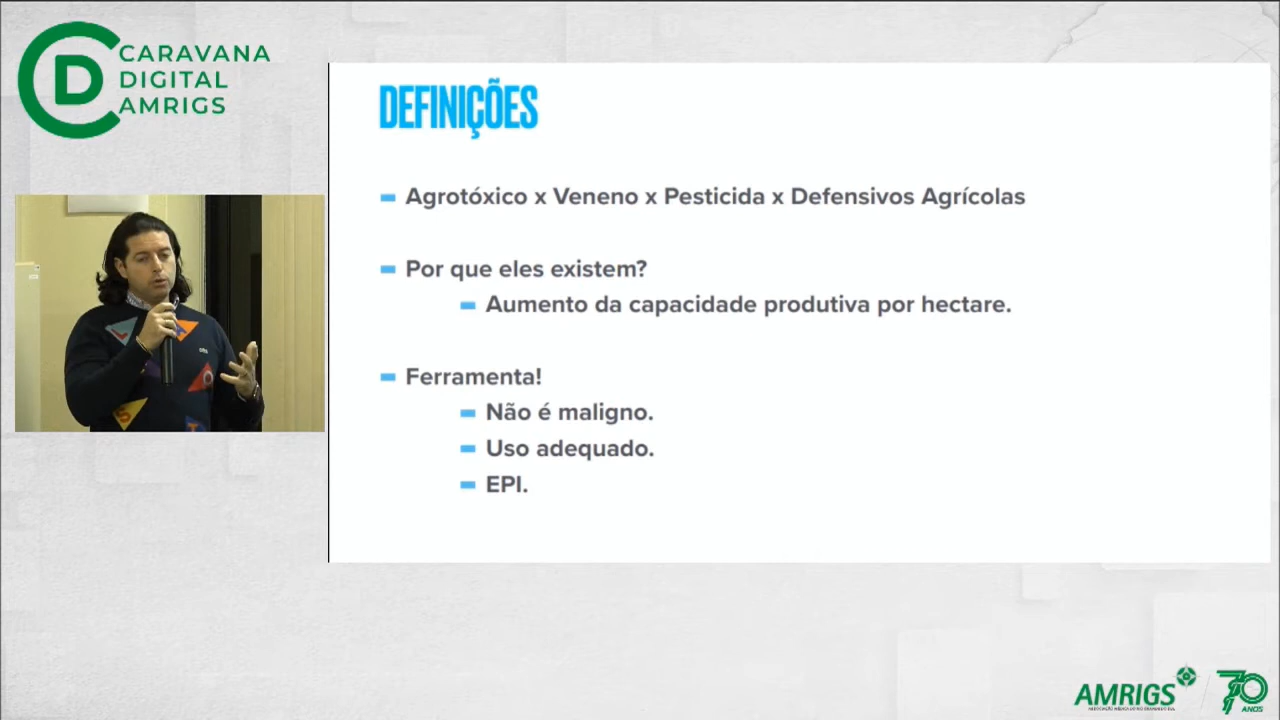 CARAVANA
DIGITAL
AMRIGS
DEFINIÇÕES
Agrotóxico x Veneno x Pesticida x Defensivos Agrícolas
Por que eles existem?
Aumento da capacidade produtiva por hectare.
Ferramenta!
Não é maligno.
Uso adequado.
EPI.
AMRIGS
70
ANOS